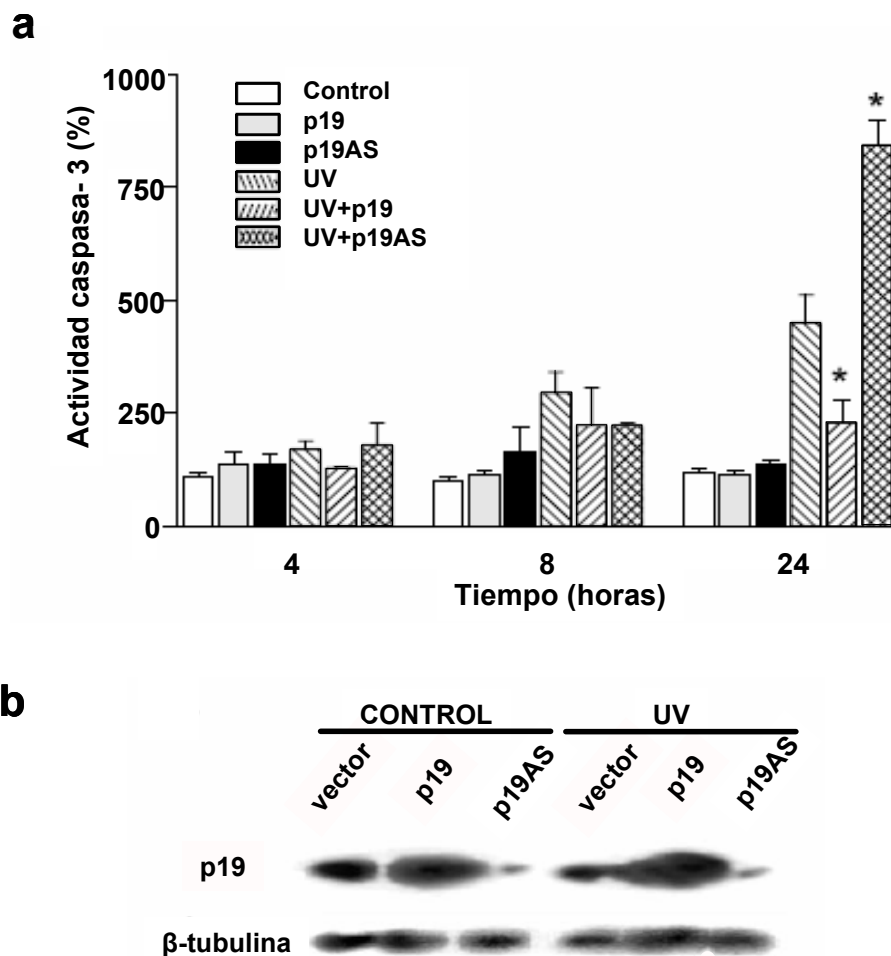 a
Actividad caspasa- 3 (%)
1000
750
500
250
0
Control
p19
p19AS
UV
UV+p19
UV+p19AS
*
*
4
8
24
Tiempo (horas)
b
CONTROL
UV
vector
p19
p19AS
vector
p19
p19AS
p19
β-tubulina